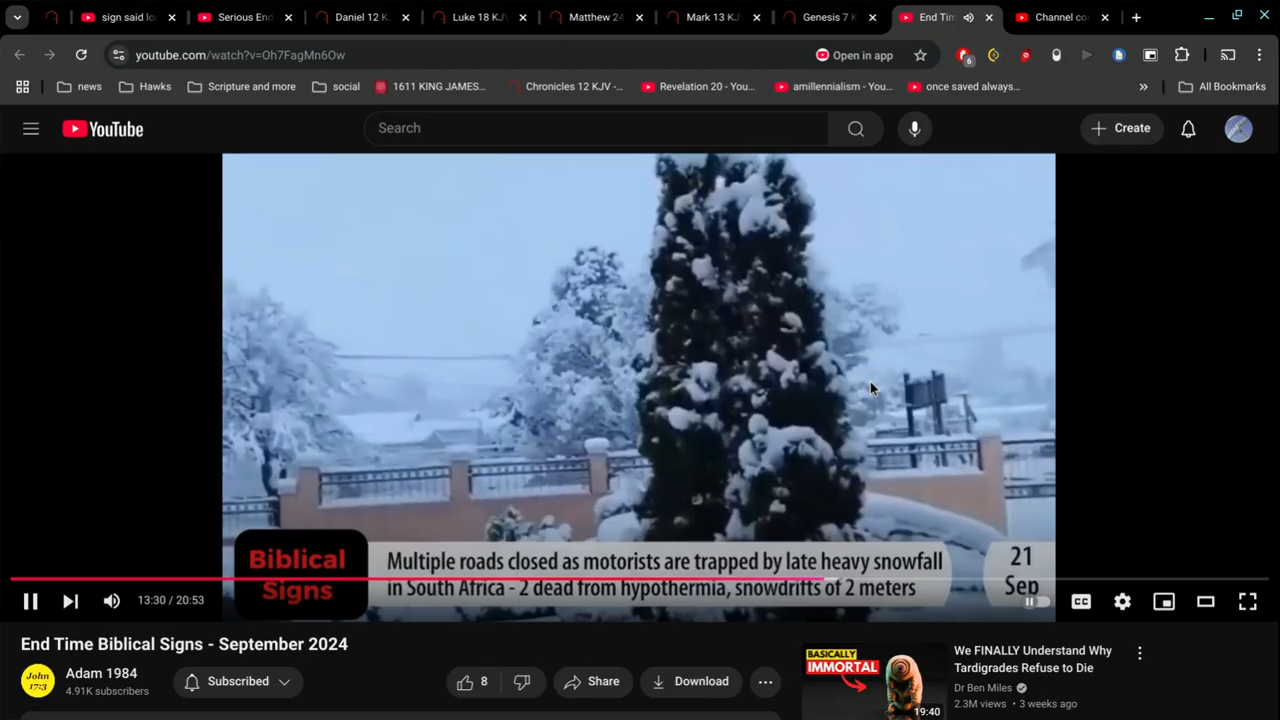 sign said lo
Serious End
Daniel 12 K
Luke 18 KJV
Matthew 24
Mark 13 KJ
Genesis 7 K
End Tim
Channel co
youtube.com/watch?v=Oh7FagMn6Ow
Open in app
6
news
Hawks
Scripture and more
social
1611 KING JAMES...
Chronicles 12 KJV -...
Revelation 20 - You...
amillennialism - You...
once saved always...
»
All Bookmarks
YouTube
Search
Create
Biblical
Signs
Multiple roads closed as motorists are trapped by late heavy snowfall
in South Africa - 2 dead from hypothermia, snowdrifts of 2 meters
21
Sep
13:30 / 20:53
CC
End Time Biblical Signs - September 2024
John
17:3
Adam 1984
4.91K subscribers
Subscribed
8
Share
Download
BASICALLY
IMMORTAL
19:40
We FINALLY Understand Why
Tardigrades Refuse to Die
Dr Ben Miles
2.3M views • 3 weeks ago